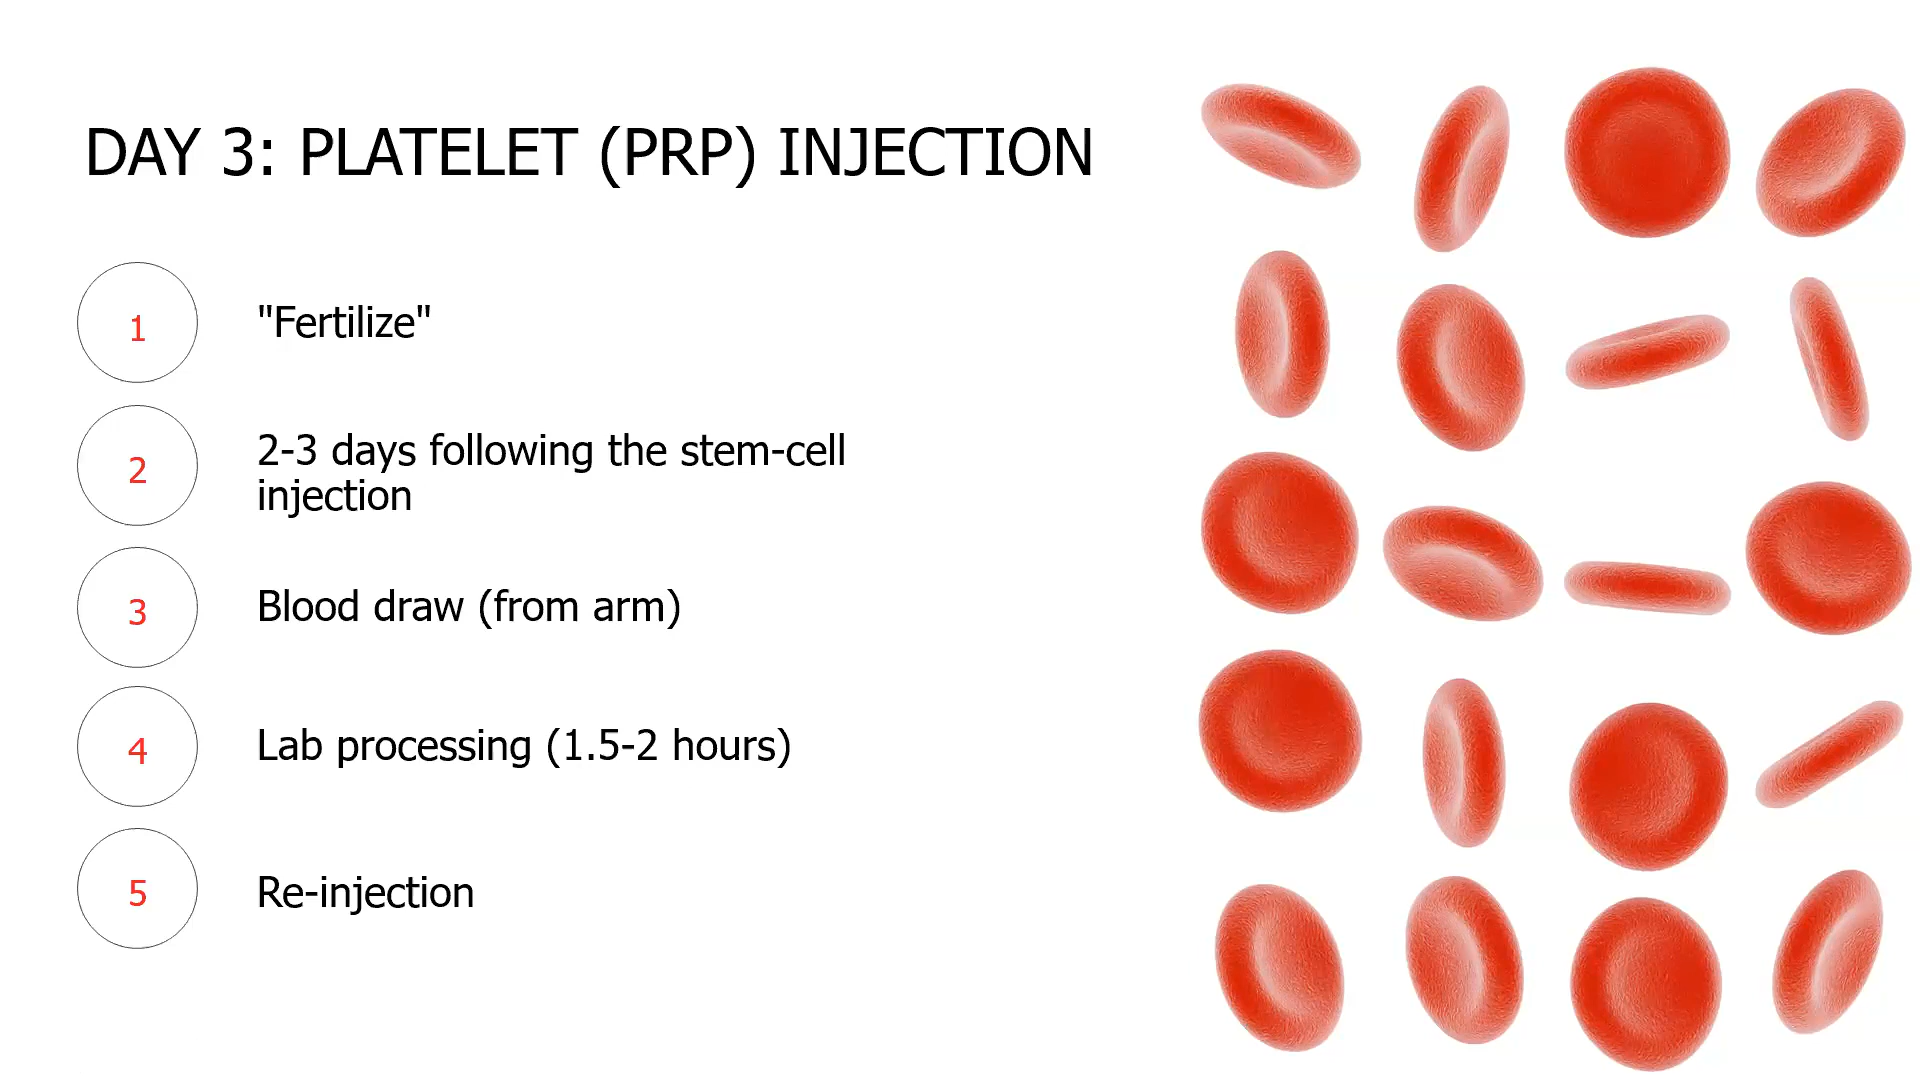 DAY 3: PLATELET (PRP) INJECTION
1
"Fertilize"
2
2-3 days following the stem-cell
injection
3
Blood draw (from arm)
4
Lab processing (1.5-2 hours)
5
Re-injection